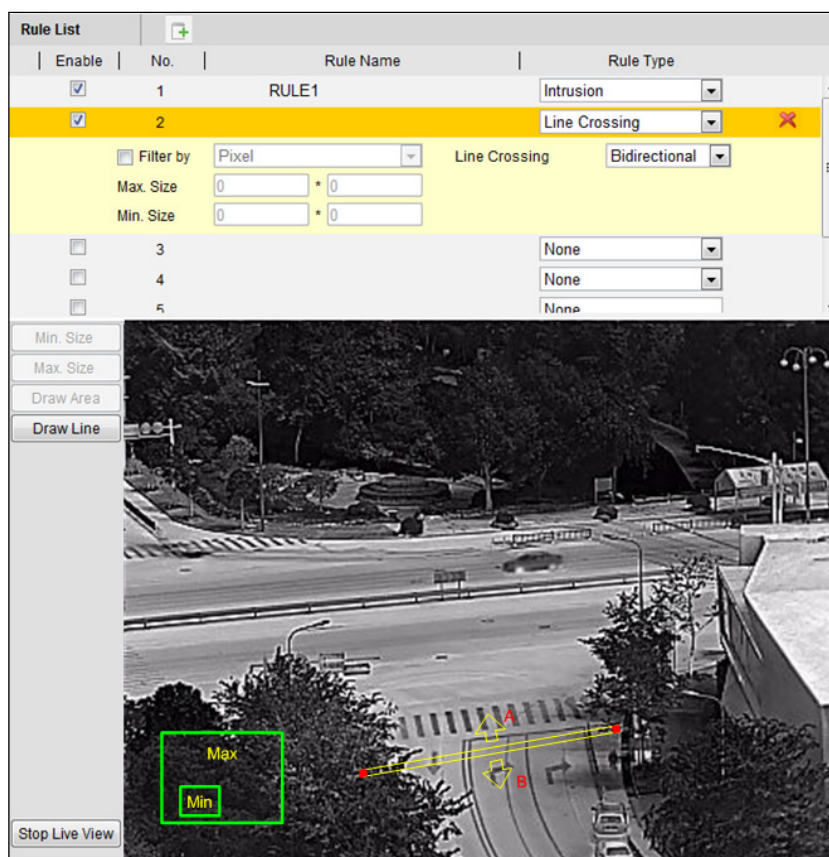 Rule List
Enable No. Rule Name Rule Type
1 RULE1 Intrusion
2 Line Crossing
Filter by Pixel Line Crossing Bidirectional
Max. Size 0 * 0
Min. Size 0 * 0
3 None
4 None
5 None
Min. Size
Max. Size
Draw Area
Draw Line
A
Max
B
Min
Stop Live View